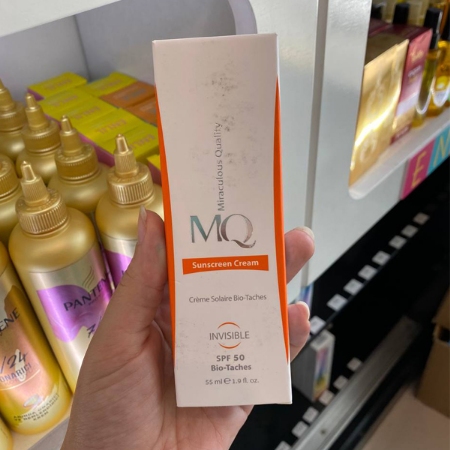 Miraculous Quality
MQ
Sunscreen Cream
Crème Solaire Bio-Taches
INVISIBLE
SPF 50
Bio-Taches
55 ml e 1.9 fl. oz.
PANTENE